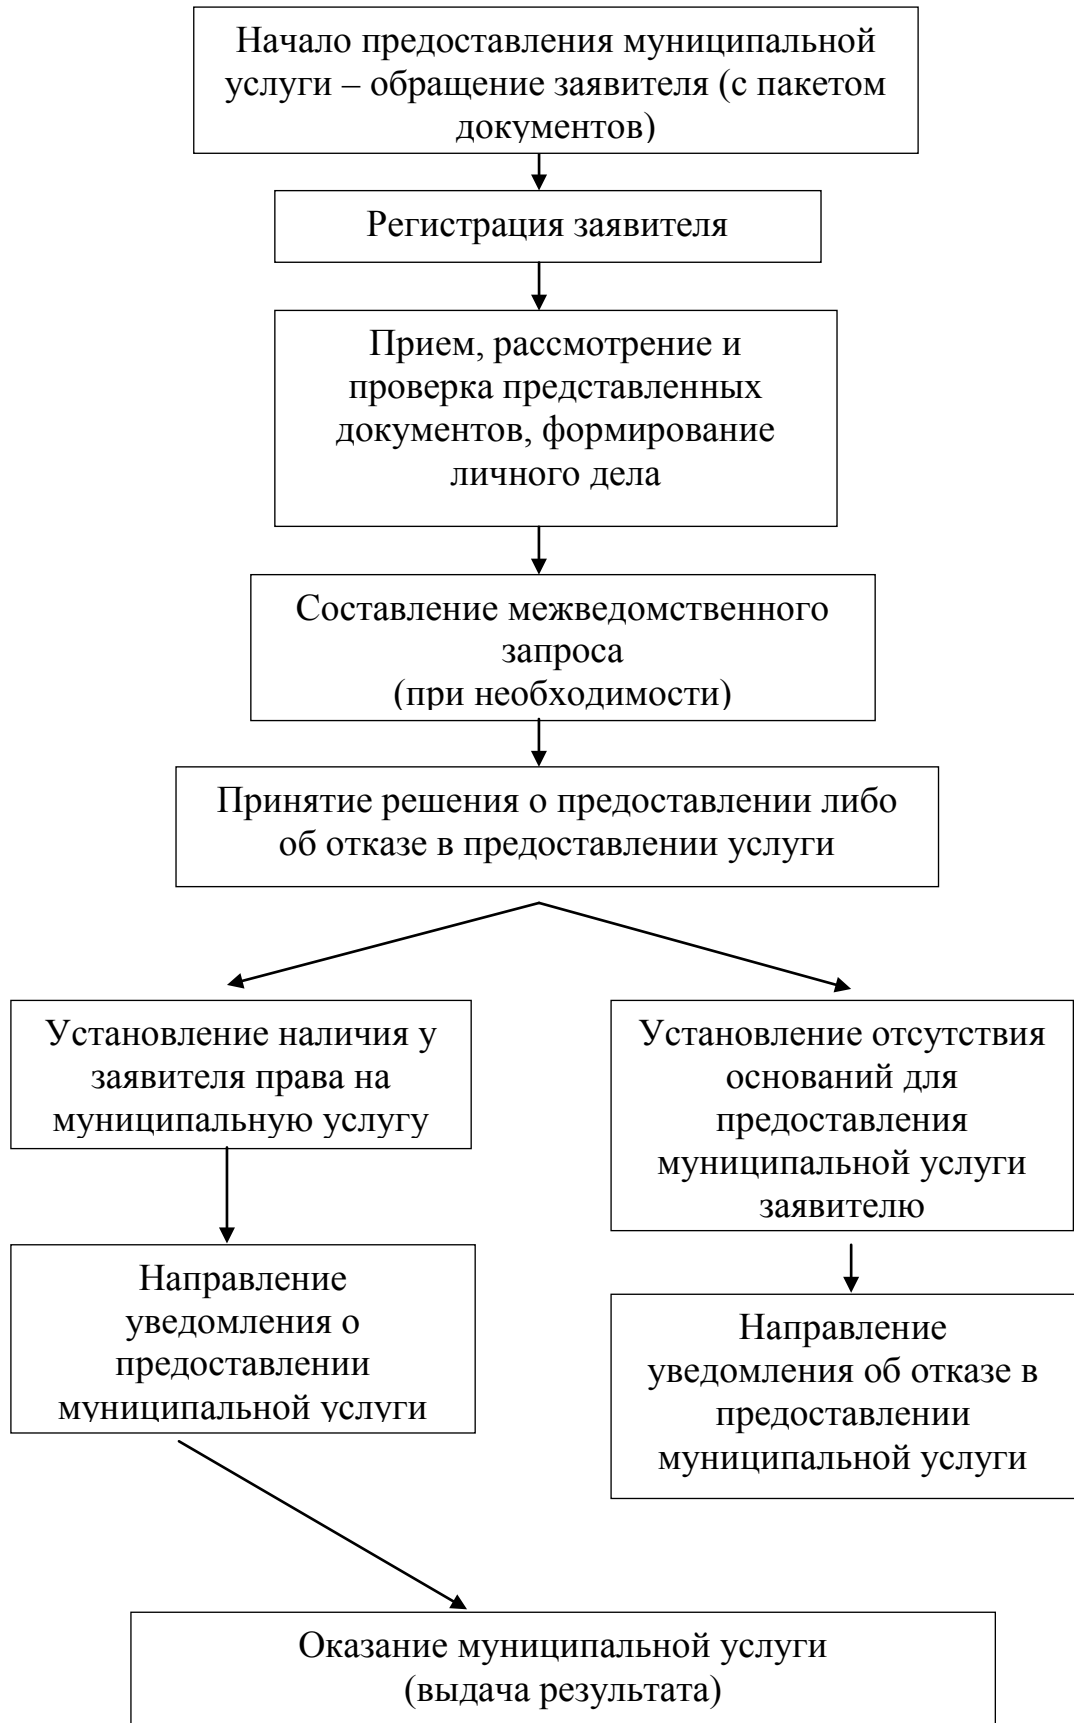 Начало предоставления муниципальной
услуги – обращение заявителя (с пакетом
документов)
Регистрация заявителя
Прием, рассмотрение и
проверка представленных
документов, формирование
личного дела
Составление межведомственного
запроса
(при необходимости)
Принятие решения о предоставлении либо
об отказе в предоставлении услуги
Установление наличия у
заявителя права на
муниципальную услугу
Установление отсутствия
оснований для
предоставления
муниципальной услуги
заявителю
Направление
уведомления о
предоставлении
муниципальной услуги
Направление
уведомления об отказе в
предоставлении
муниципальной услуги
Оказание муниципальной услуги
(выдача результата)